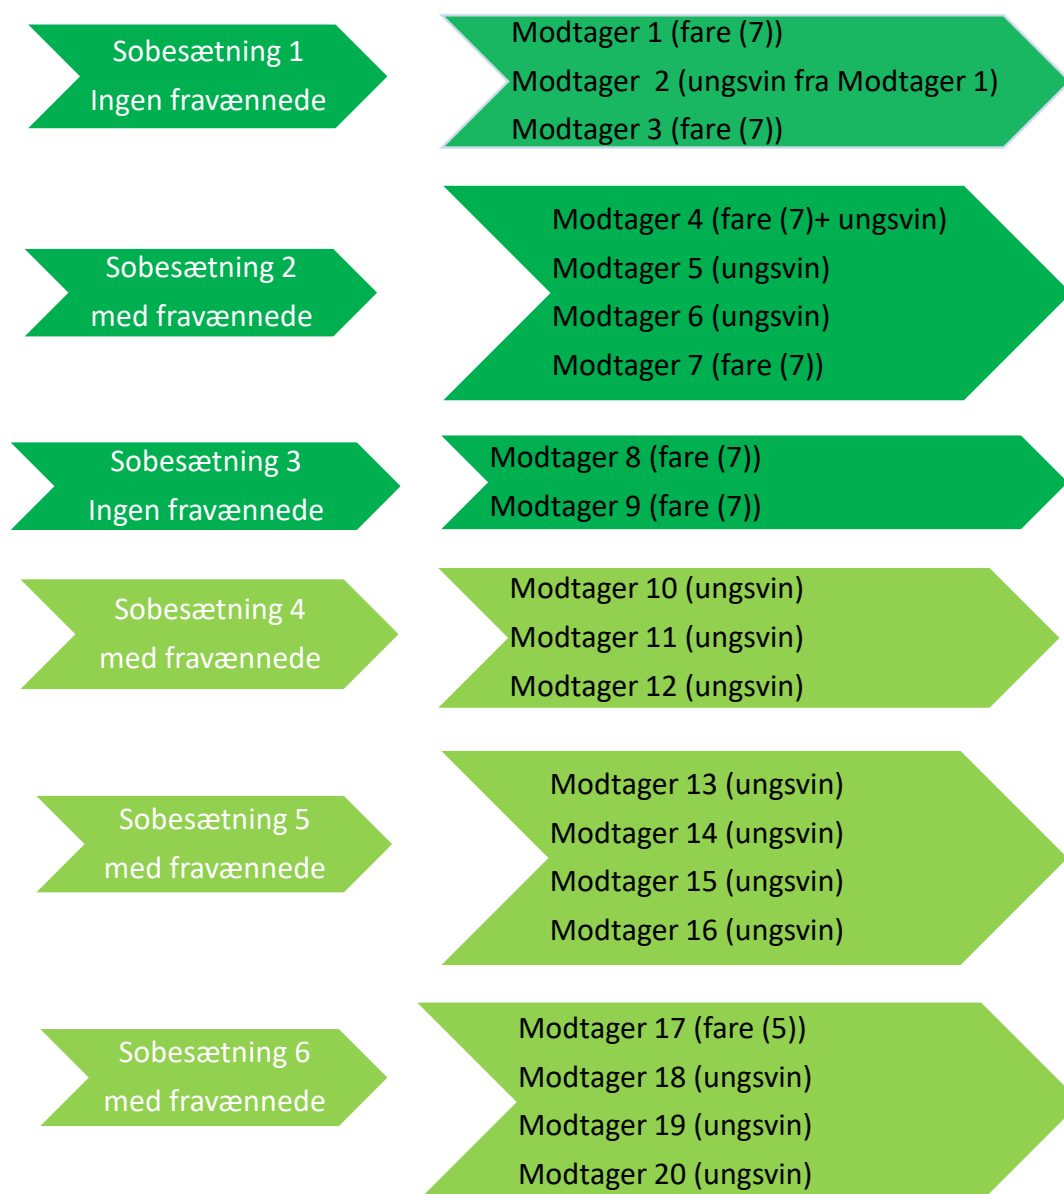 Sobesætning 1
Ingen fravænnede
Modtager 1 (fare (7))
Modtager  2 (ungsvin fra Modtager 1)
Modtager 3 (fare (7))
Sobesætning 2
med fravænnede
Modtager 4 (fare (7)+ ungsvin)
Modtager 5 (ungsvin)
Modtager 6 (ungsvin)
Modtager 7 (fare (7))
Sobesætning 3
Ingen fravænnede
Modtager 8 (fare (7))
Modtager 9 (fare (7))
Sobesætning 4
med fravænnede
Modtager 10 (ungsvin)
Modtager 11 (ungsvin)
Modtager 12 (ungsvin)
Sobesætning 5
med fravænnede
Modtager 13 (ungsvin)
Modtager 14 (ungsvin)
Modtager 15 (ungsvin)
Modtager 16 (ungsvin)
Sobesætning 6
med fravænnede
Modtager 17 (fare (5))
Modtager 18 (ungsvin)
Modtager 19 (ungsvin)
Modtager 20 (ungsvin)